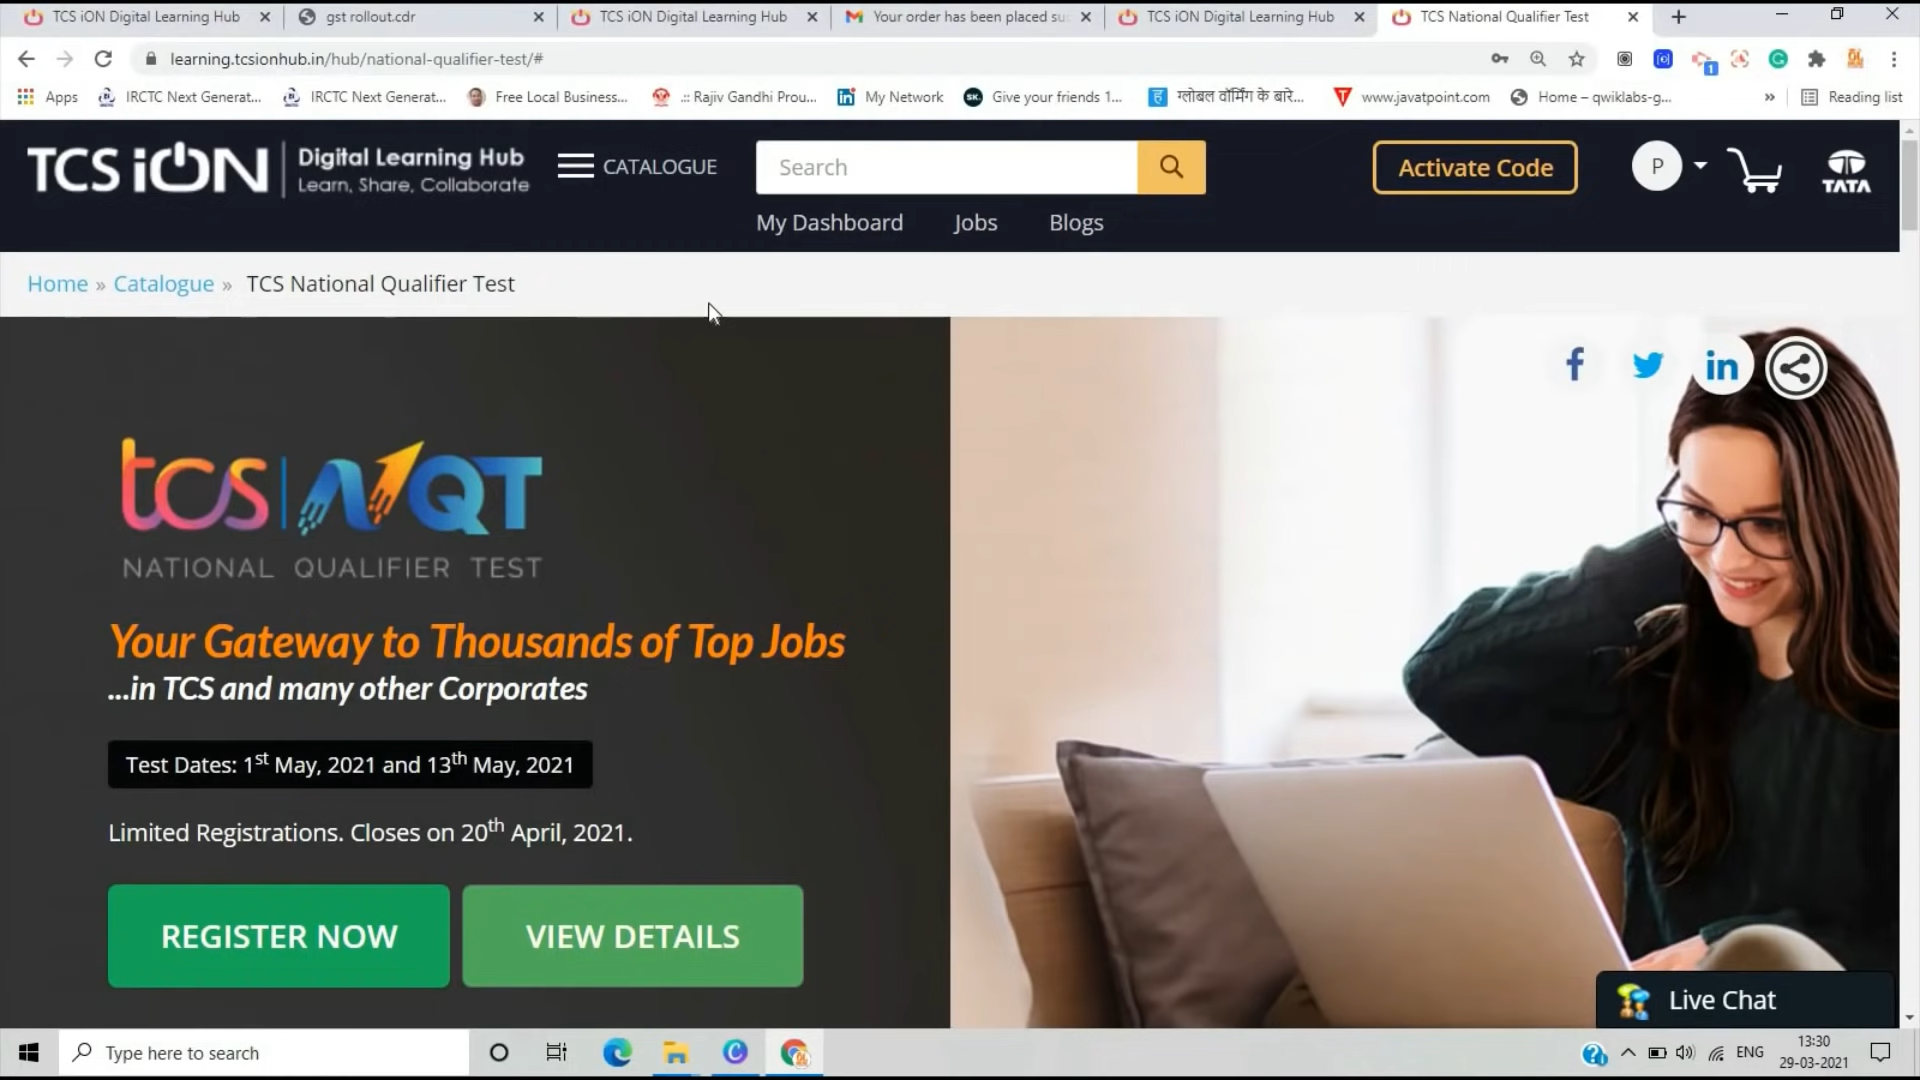 TCS iON Digital Learning Hub
gst rollout.cdr
TCS iON Digital Learning Hub
Your order has been placed su
TCS iON Digital Learning Hub
TCS National Qualifier Test
learning.tcsionhub.in/hub/national-qualifier-test/#
Apps
IRCTC Next Generat...
IRCTC Next Generat...
Free Local Business...
.:: Rajiv Gandhi Prou...
My Network
Give your friends 1...
ग्लोबल वॉर्मिंग के बारे...
www.javatpoint.com
Home – qwiklabs-g...
»
Reading list
TCS iON
Digital Learning Hub
Learn, Share, Collaborate
CATALOGUE
Search
Activate Code
P
TATA
My Dashboard
Jobs
Blogs
Home » Catalogue » TCS National Qualifier Test
tcs | NQT
NATIONAL QUALIFIER TEST
Your Gateway to Thousands of Top Jobs
...in TCS and many other Corporates
Test Dates: 1st May, 2021 and 13th May, 2021
Limited Registrations. Closes on 20th April, 2021.
REGISTER NOW
VIEW DETAILS
Live Chat
Type here to search
ENG
13:30
29-03-2021